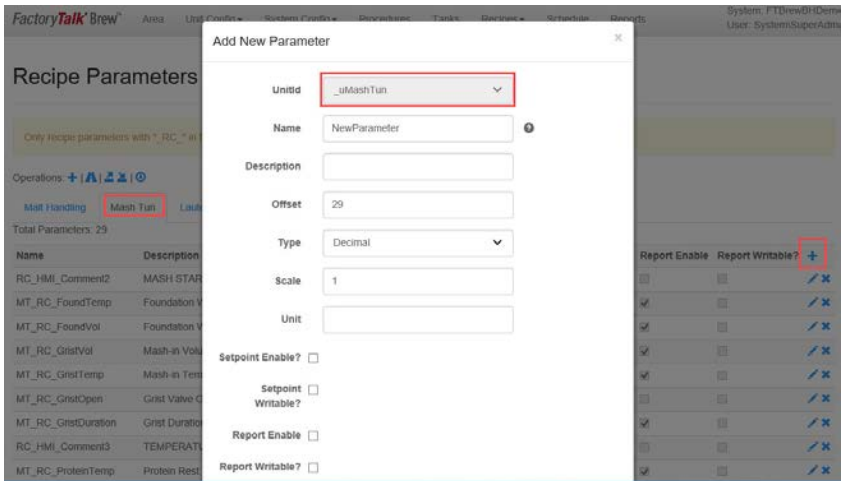 FactoryTalk Brew™ Area Unit Config System Config Procedures Tanks Recipes Schedule Reports
System: FTBrewDHDemo
User: System\SuperAdmin
Add New Parameter ×
Recipe Parameters
UnitId _uMashTun
Name NewParameter ?
Only recipe parameters with "_RC_" in
Description
Operations: + | | |
Offset 29
Malt Handling Mash Tun Laut
Total Parameters: 29
Type Decimal
Name Description Report Enable Report Writable? +
Scale 1
RC_HMI_Comment2 MASH STAR
MT_RC_FoundTemp Foundation W
Unit
MT_RC_FoundVol Foundation V
MT_RC_GristVol Mash-in Volu
Setpoint Enable?
MT_RC_GristTemp Mash-in Tem
Setpoint Writable?
MT_RC_GristOpen Grist Valve O
MT_RC_GristDuration Grist Duration
Report Enable
RC_HMI_Comment3 TEMPERATU
Report Writable?
MT_RC_ProteinTemp Protein Rest